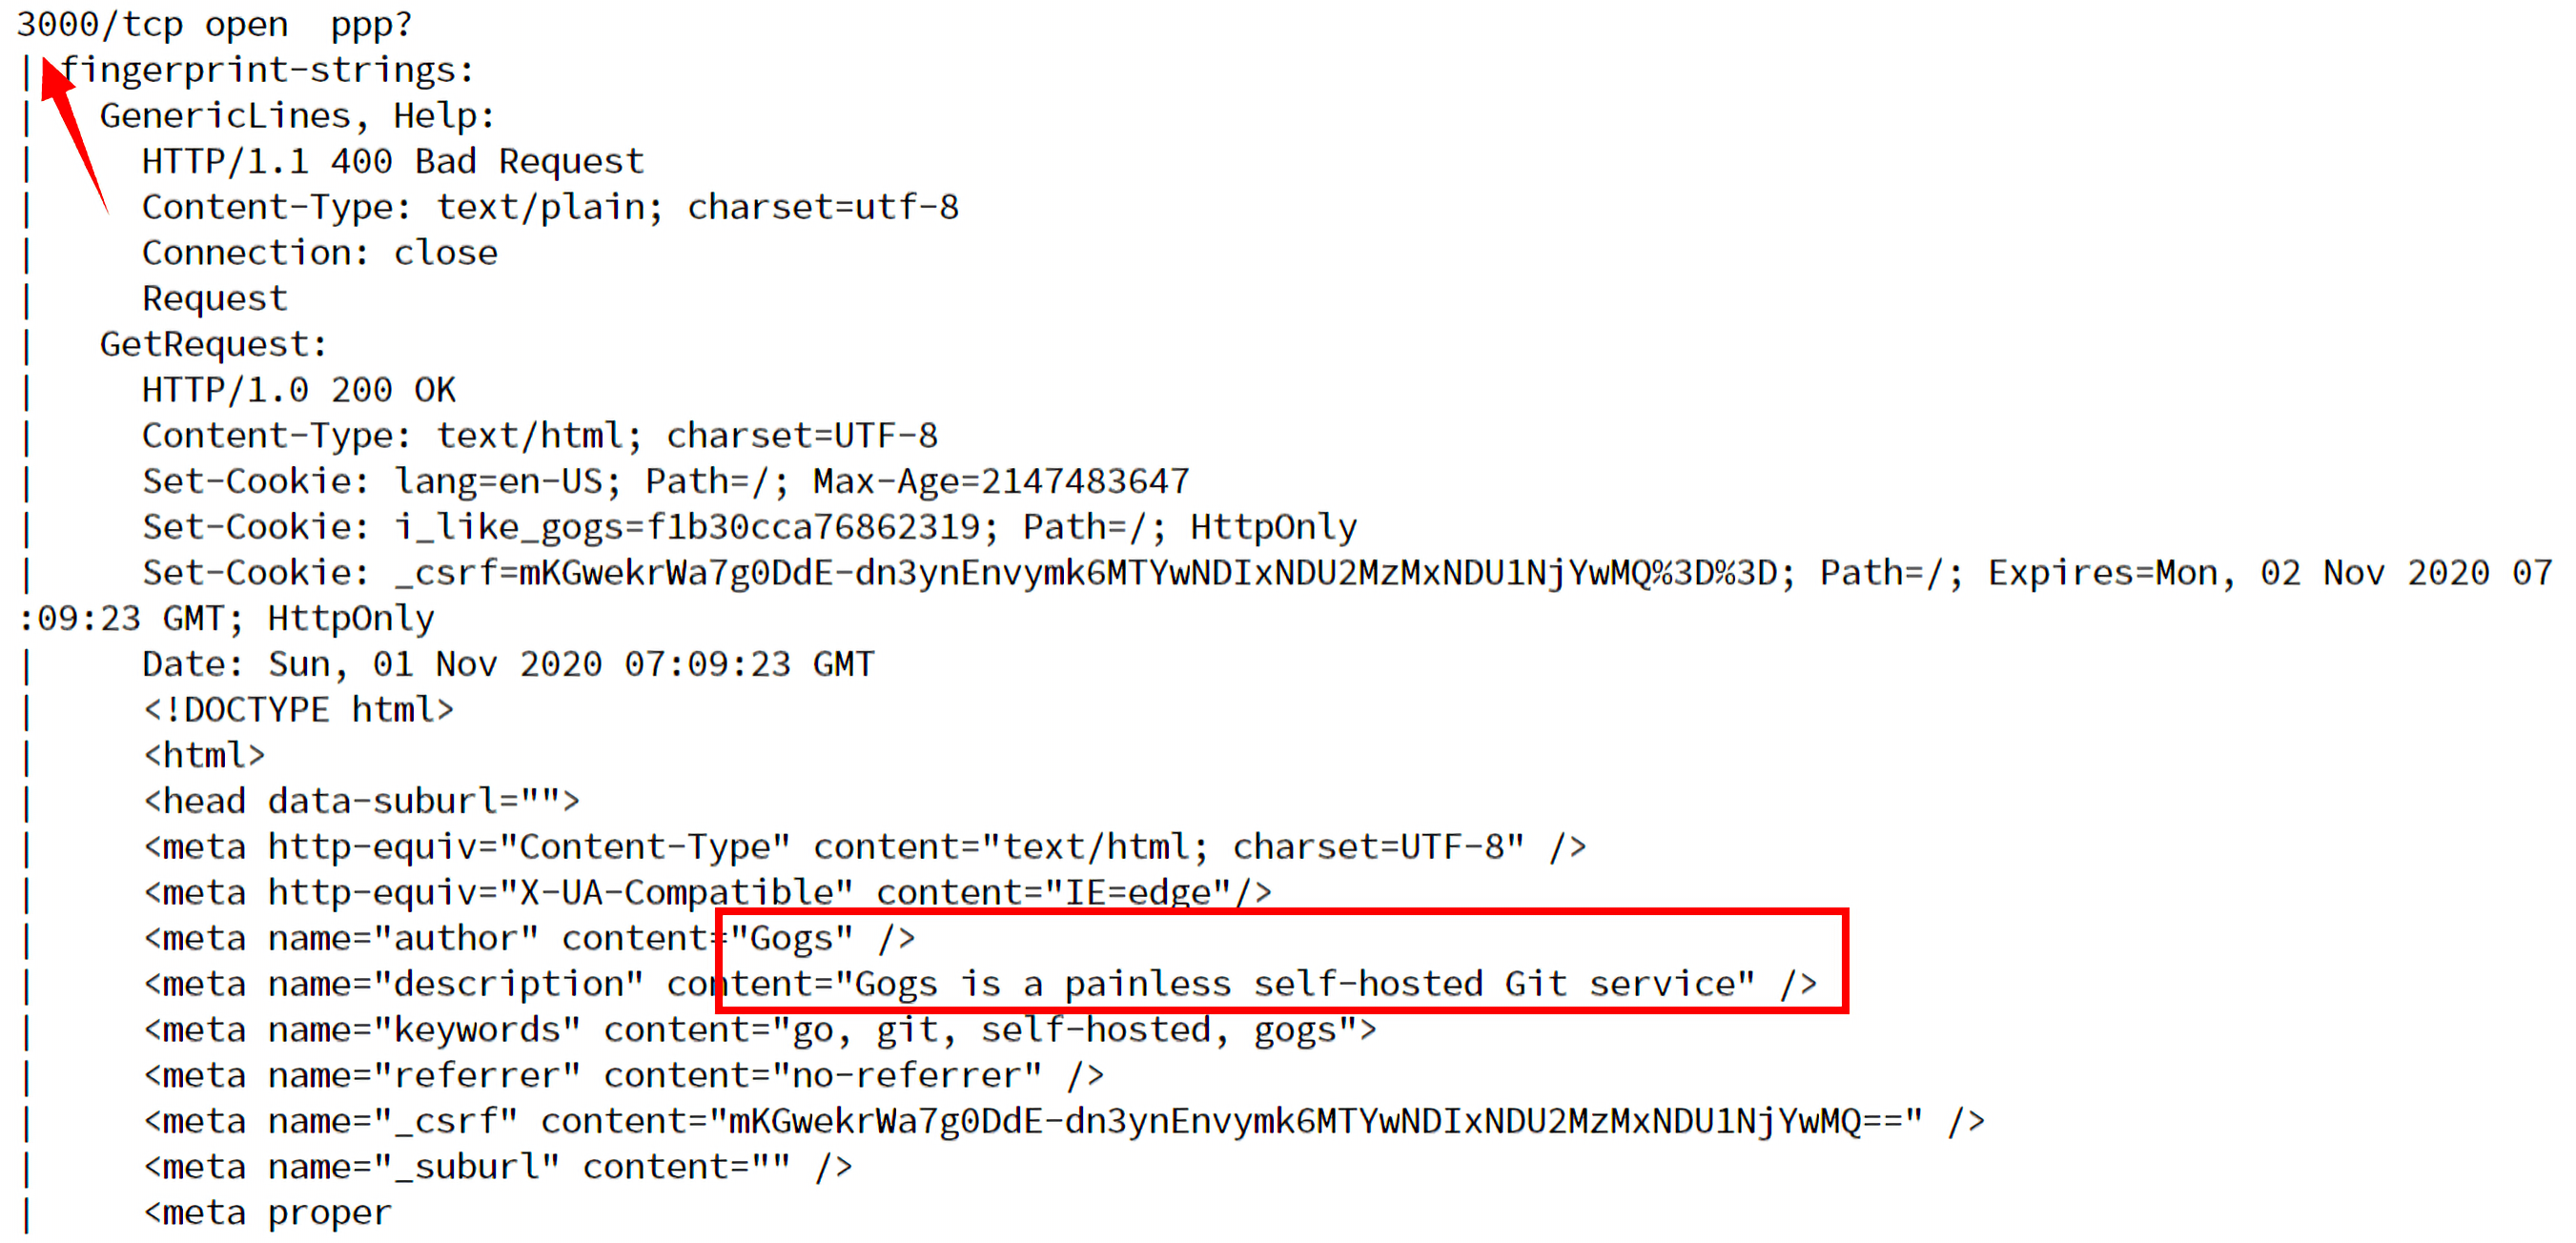 3000/tcp open  ppp?
| fingerprint-strings:
|   GenericLines, Help:
|     HTTP/1.1 400 Bad Request
|     Content-Type: text/plain; charset=utf-8
|     Connection: close
|     Request
|   GetRequest:
|     HTTP/1.0 200 OK
|     Content-Type: text/html; charset=UTF-8
|     Set-Cookie: lang=en-US; Path=/; Max-Age=2147483647
|     Set-Cookie: i_like_gogs=f1b30cca76862319; Path=/; HttpOnly
|     Set-Cookie: _csrf=mKGwekrWa7g0DdE-dn3ynEnvymk6MTYwNDIxNDU2MzMxNDU1NjYwMQ%3D%3D; Path=/; Expires=Mon, 02 Nov 2020 07
:09:23 GMT; HttpOnly
|     Date: Sun, 01 Nov 2020 07:09:23 GMT
|     <!DOCTYPE html>
|     <html>
|     <head data-suburl="">
|     <meta http-equiv="Content-Type" content="text/html; charset=UTF-8" />
|     <meta http-equiv="X-UA-Compatible" content="IE=edge"/>
|     <meta name="author" content="Gogs" />
|     <meta name="description" content="Gogs is a painless self-hosted Git service" />
|     <meta name="keywords" content="go, git, self-hosted, gogs">
|     <meta name="referrer" content="no-referrer" />
|     <meta name="_csrf" content="mKGwekrWa7g0DdE-dn3ynEnvymk6MTYwNDIxNDU2MzMxNDU1NjYwMQ==" />
|     <meta name="_suburl" content="" />
|     <meta proper